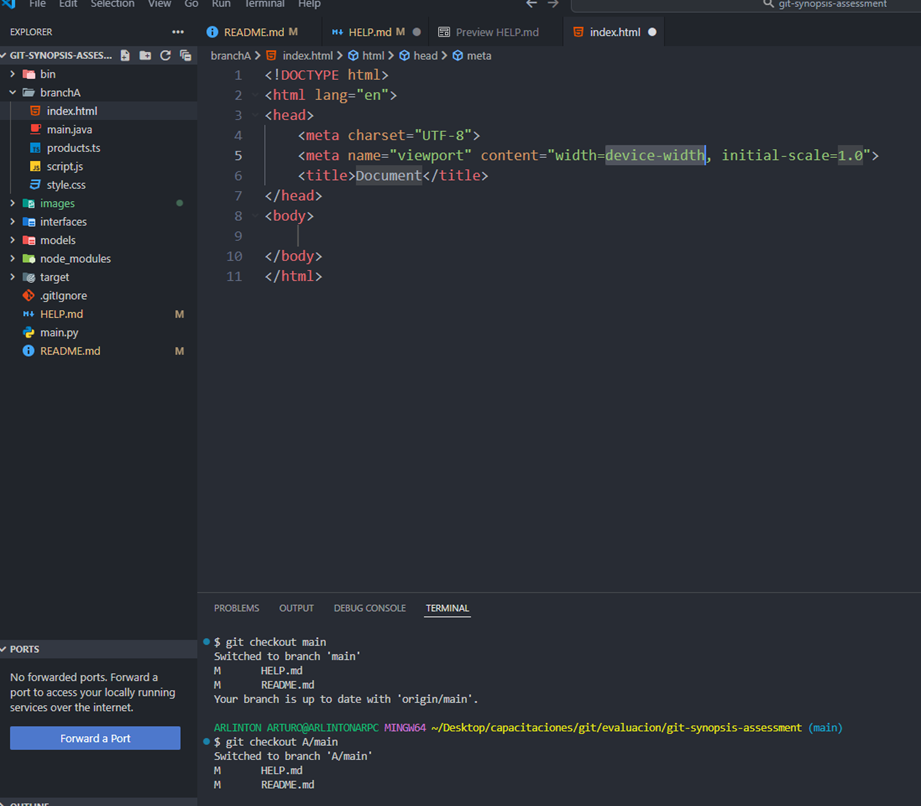 File Edit Selection View Go Run Terminal Help
git-synopsis-assessment
EXPLORER
README.md M
HELP.md M
Preview HELP.md
index.html
GIT-SYNOPSIS-ASSES...
bin
branchA
index.html
main.java
products.ts
script.js
style.css
images
interfaces
models
node_modules
target
.gitIgnore
HELP.md M
main.py
README.md M
branchA > index.html > html > head > meta
1 <!DOCTYPE html>
2 <html lang="en">
3 <head>
4 <meta charset="UTF-8">
5 <meta name="viewport" content="width=device-width, initial-scale=1.0">
6 <title>Document</title>
7 </head>
8 <body>
9
10 </body>
11 </html>
PORTS
No forwarded ports. Forward a
port to access your locally running
services over the internet.
Forward a Port
OUTLINE
PROBLEMS OUTPUT DEBUG CONSOLE TERMINAL
$ git checkout main
Switched to branch 'main'
M HELP.md
M README.md
Your branch is up to date with 'origin/main'.
ARLINTON ARTURO@ARLINTONARPC MINGW64 ~/Desktop/capacitaciones/git/evaluacion/git-synopsis-assessment (main)
$ git checkout A/main
Switched to branch 'A/main'
M HELP.md
M README.md